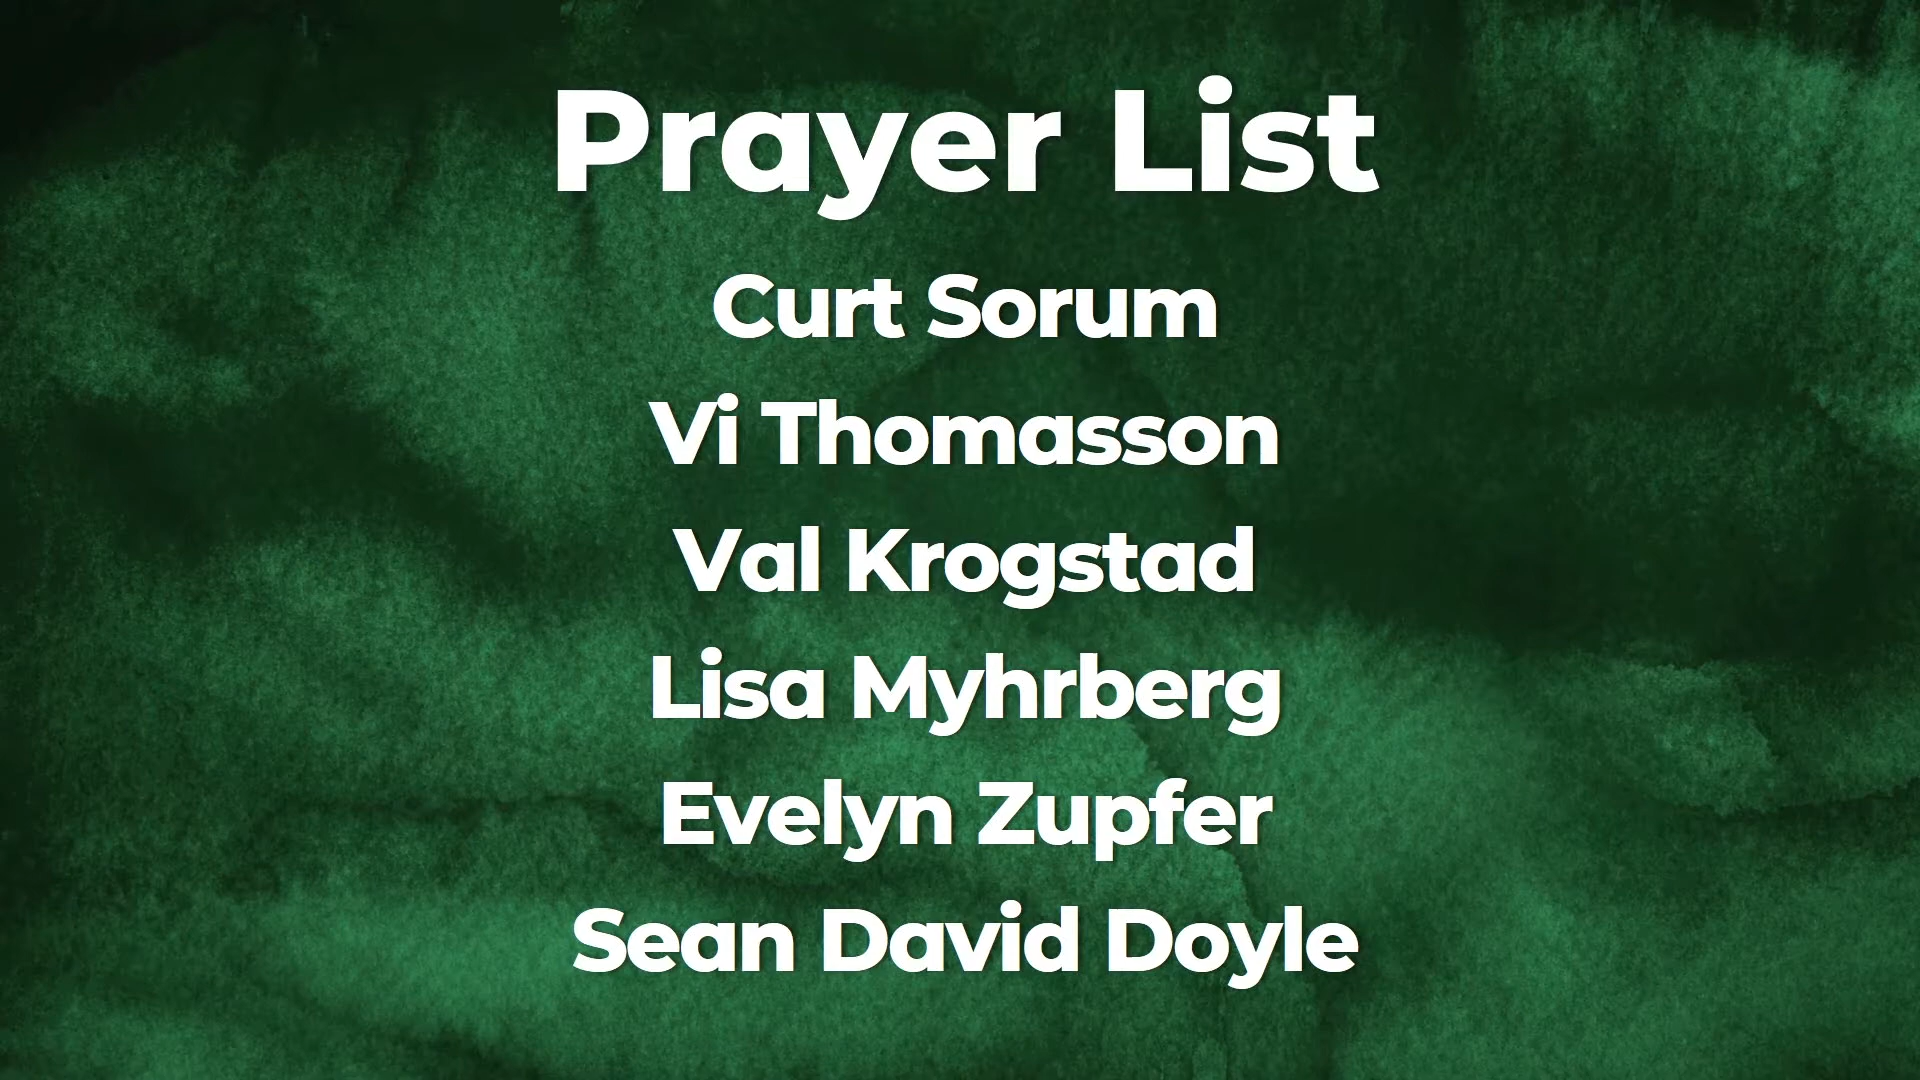 Prayer List
Curt Sorum
Vi Thomasson
Val Krogstad
Lisa Myhrberg
Evelyn Zupfer
Sean David Doyle